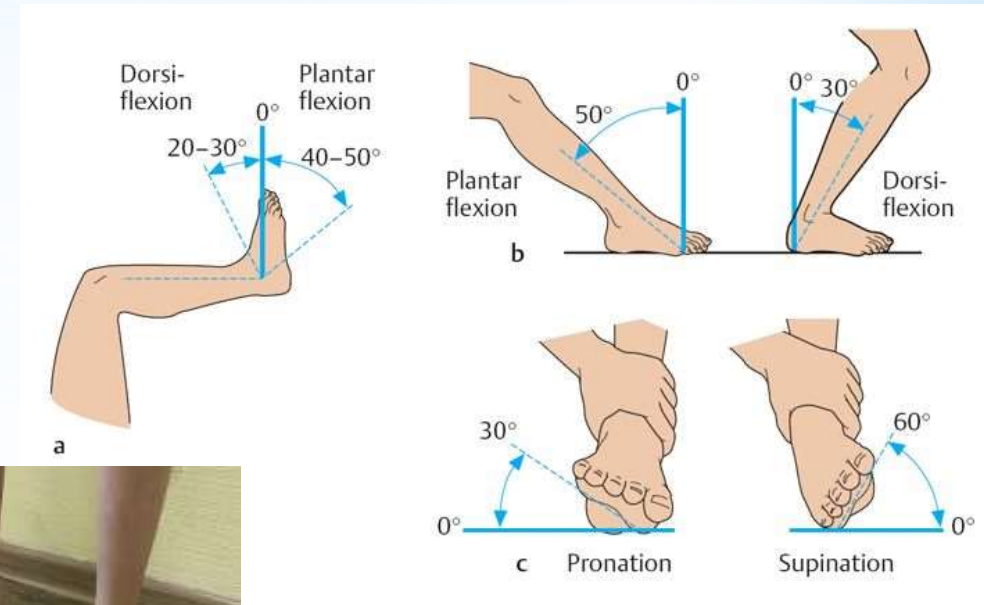 Dorsi-
flexion
Plantar
flexion
0°
20–30°
40–50°
a
0°
50°
Plantar
flexion
0°
30°
Dorsi-
flexion
b
30°
0°
c
Pronation
60°
0°
Supination